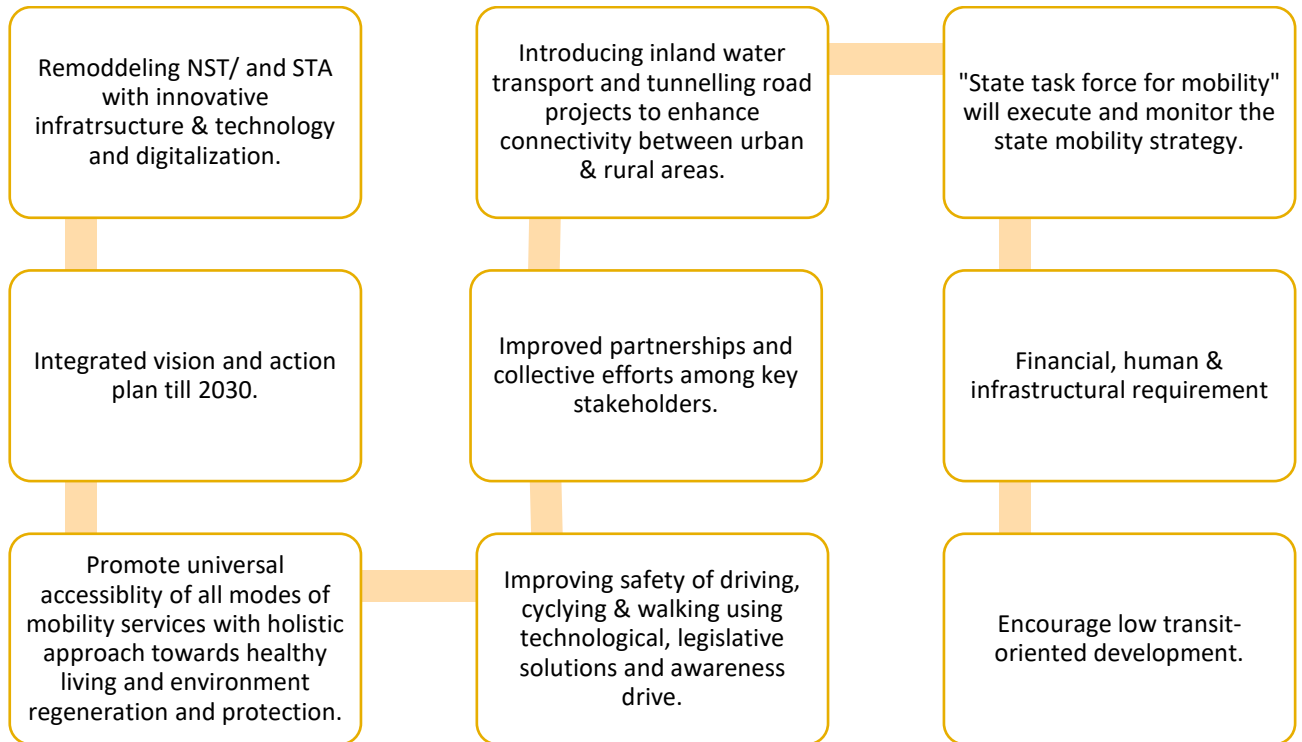 Remoddeling NST/ and STA
with innovative
infratrsucture & technology
and digitalization.
Integrated vision and action
plan till 2030.
Promote universal
accessiblity of all modes of
mobility services with holistic
approach towards healthy
living and environment
regeneration and protection.
Improving safety of driving,
cyclying & walking using
technological, legislative
solutions and awareness
drive.
Improved partnerships and
collective efforts among key
stakeholders.
Introducing inland water
transport and tunnelling road
projects to enhance
connectivity between urban
& rural areas.
"State task force for mobility"
will execute and monitor the
state mobility strategy.
Financial, human &
infrastructural requirement
Encourage low transit-
oriented development.